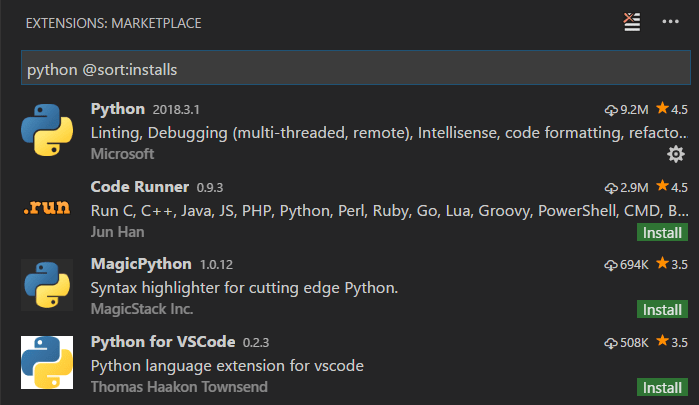 EXTENSIONS: MARKETPLACE
python @sort:installs
Python 2018.3.1 9.2M 4.5
Linting, Debugging (multi-threaded, remote), Intellisense, code formatting, refacto...
Microsoft
Code Runner 0.9.3 2.9M 4.5
.run
Run C, C++, Java, JS, PHP, Python, Perl, Ruby, Go, Lua, Groovy, PowerShell, CMD, B...
Jun Han Install
MagicPython 1.0.12 694K 3.5
Syntax highlighter for cutting edge Python.
MagicStack Inc. Install
Python for VSCode 0.2.3 508K 3.5
Python language extension for vscode
Thomas Haakon Townsend Install